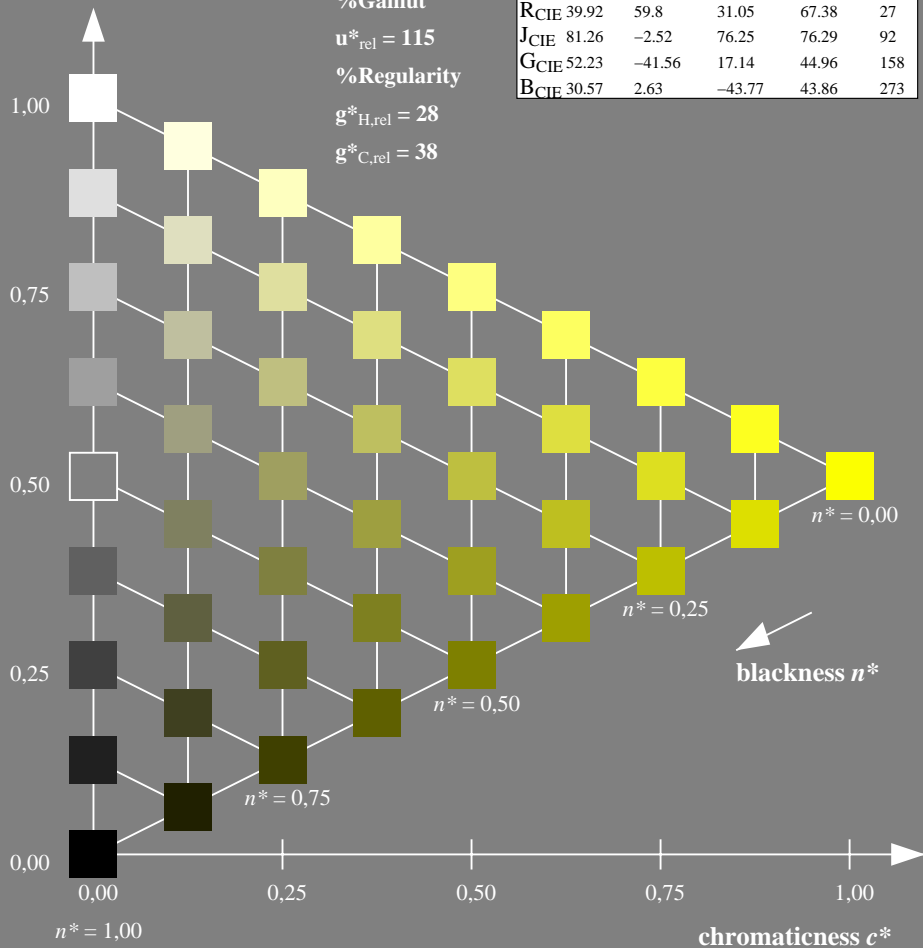 %Gamut
u*rel = 115
%Regularity
g*H,rel = 28
g*C,rel = 38
RCIE 39.92 59.8 31.05 67.38 27
JCIE 81.26 −2.52 76.25 76.29 92
GCIE 52.23 −41.56 17.14 44.96 158
BCIE 30.57 2.63 −43.77 43.86 273
1,00
0,75
0,50
0,25
0,00
n* = 0,00
n* = 0,25
blackness n*
n* = 0,50
n* = 0,75
0,00 0,25 0,50 0,75 1,00
n* = 1,00
chromaticness c*